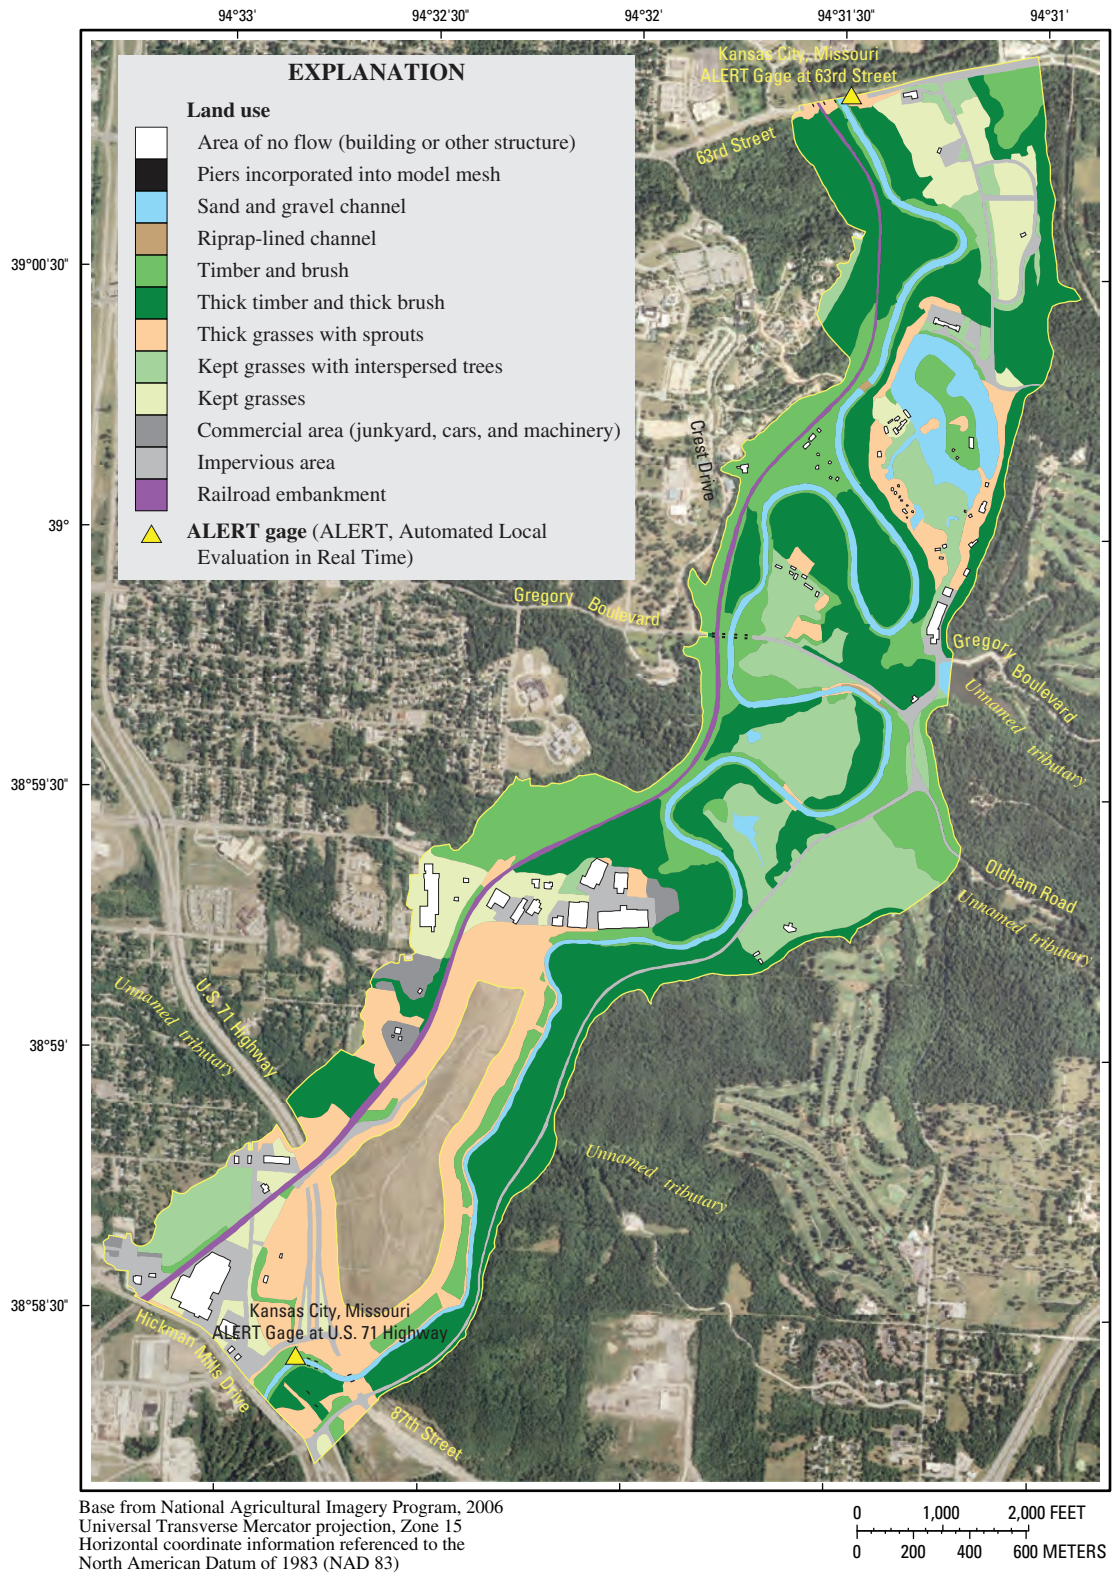 94°33'
94°32'30"
94°32'
94°31'30"
94°31'
39°00'30"
39°
38°59'30"
38°59'
38°58'30"
EXPLANATION
Land use
Area of no flow (building or other structure)
Piers incorporated into model mesh
Sand and gravel channel
Riprap-lined channel
Timber and brush
Thick timber and thick brush
Thick grasses with sprouts
Kept grasses with interspersed trees
Kept grasses
Commercial area (junkyard, cars, and machinery)
Impervious area
Railroad embankment
ALERT gage (ALERT, Automated Local
Evaluation in Real Time)
Kansas City, Missouri
ALERT Gage at 63rd Street
63rd Street
Crest Drive
Gregory Boulevard
Gregory Boulevard
Unnamed tributary
Oldham Road
Unnamed tributary
U.S. 71 Highway
Unnamed tributary
Unnamed tributary
Kansas City, Missouri
ALERT Gage at U.S. 71 Highway
Hickman Mills Drive
87th Street
Base from National Agricultural Imagery Program, 2006
Universal Transverse Mercator projection, Zone 15
Horizontal coordinate information referenced to the
North American Datum of 1983 (NAD 83)
0 1,000 2,000 FEET
0 200 400 600 METERS